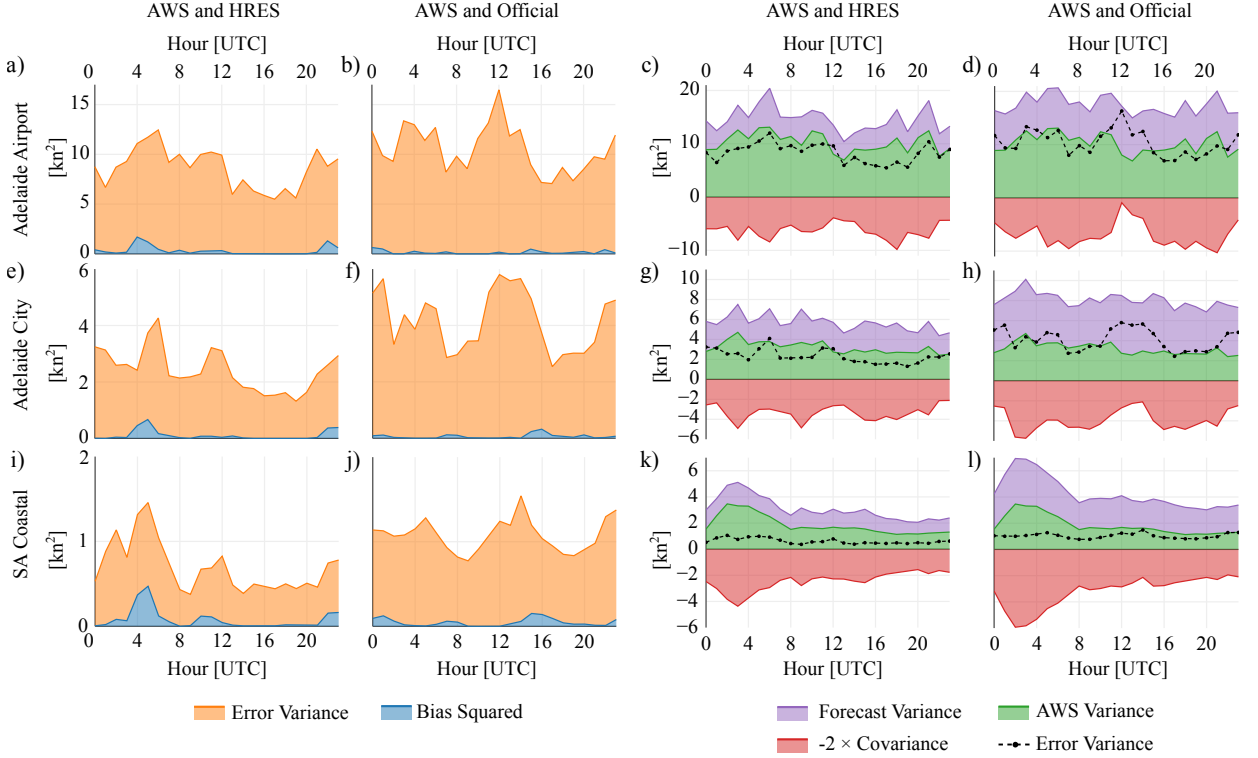 AWS and HRES AWS and Official AWS and HRES AWS and Official
Hour [UTC] Hour [UTC] Hour [UTC] Hour [UTC]
a) 0 4 8 12 16 20 b) 0 4 8 12 16 20 c) 0 4 8 12 16 20 d) 0 4 8 12 16 20
Adelaide Airport
[kn²]
15
10
5
0
[kn²]
20
10
0
−10
e) f) g) h)
Adelaide City
[kn²]
6
4
2
0
[kn²]
10
8
6
4
2
0
−2
−4
−6
i) j) k) l)
SA Coastal
[kn²]
2
1
0
[kn²]
6
4
2
0
−2
−4
−6
0 4 8 12 16 20 0 4 8 12 16 20 0 4 8 12 16 20 0 4 8 12 16 20
Hour [UTC] Hour [UTC] Hour [UTC] Hour [UTC]
Error Variance Bias Squared Forecast Variance AWS Variance
-2 × Covariance Error Variance